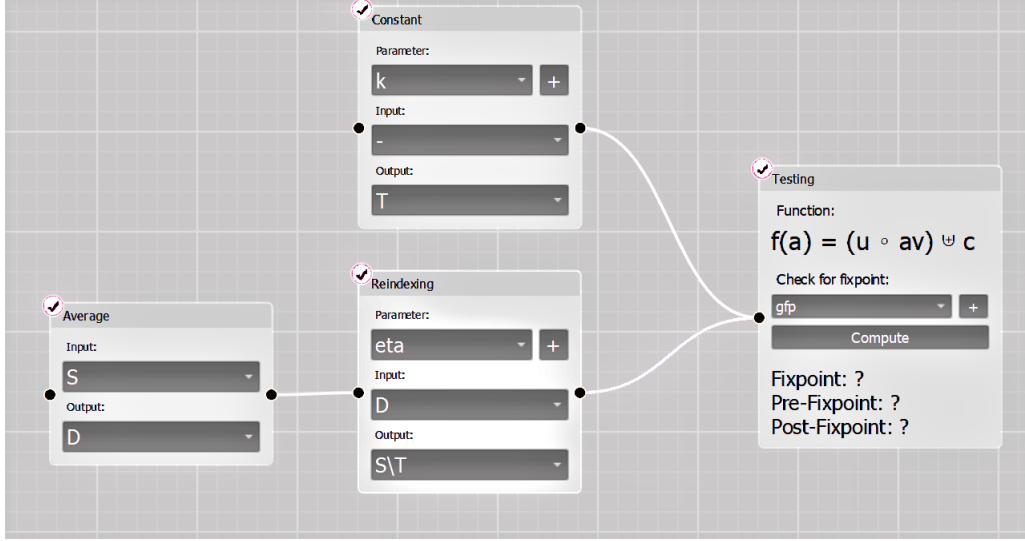 Constant
Parameter:
k
+
Input:
-
Output:
T
Average
Input:
S
Output:
D
Reindexing
Parameter:
eta
+
Input:
D
Output:
S\T
Testing
Function:
f(a) = (u ∘ av) ⊎ c
Check for fixpoint:
gfp
+
Compute
Fixpoint: ?
Pre-Fixpoint: ?
Post-Fixpoint: ?